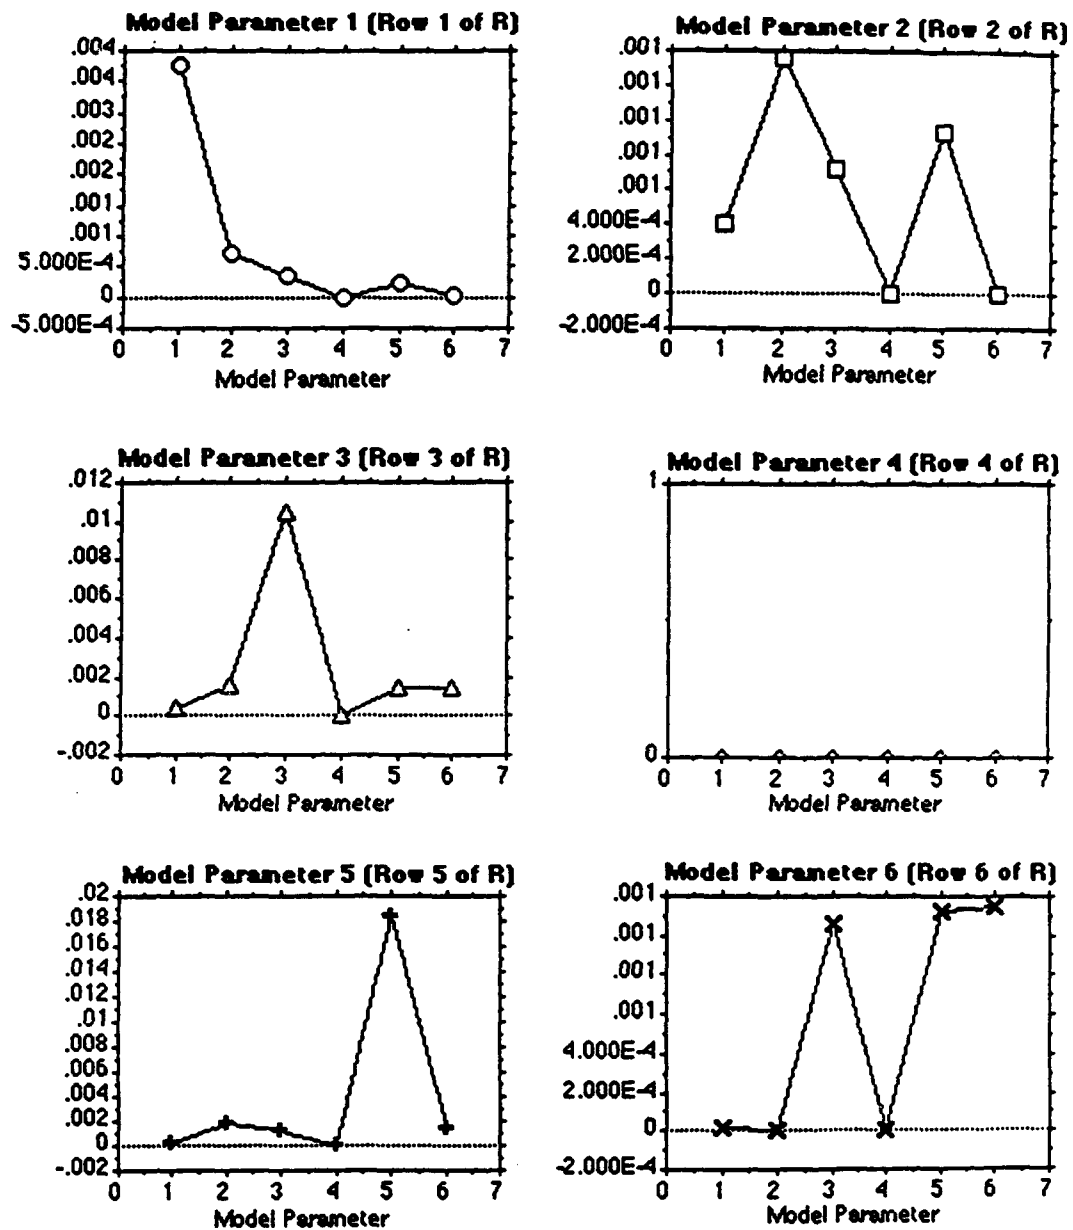 Model Parameter 1 (Row 1 of R)
.004
.004
.003
.002
.002
.001
.001
5.000E-4
0
-5.000E-4
0 1 2 3 4 5 6 7
Model Parameter
Model Parameter 2 (Row 2 of R)
.001
.001
.001
.001
.001
4.000E-4
2.000E-4
0
-2.000E-4
0 1 2 3 4 5 6 7
Model Parameter
Model Parameter 3 (Row 3 of R)
.012
.01
.008
.006
.004
.002
0
-.002
0 1 2 3 4 5 6 7
Model Parameter
Model Parameter 4 (Row 4 of R)
1
0
0 1 2 3 4 5 6 7
Model Parameter
Model Parameter 5 (Row 5 of R)
.02
.018
.016
.014
.012
.01
.008
.006
.004
.002
0
-.002
0 1 2 3 4 5 6 7
Model Parameter
Model Parameter 6 (Row 6 of R)
.001
.001
.001
.001
4.000E-4
2.000E-4
0
-2.000E-4
0 1 2 3 4 5 6 7
Model Parameter